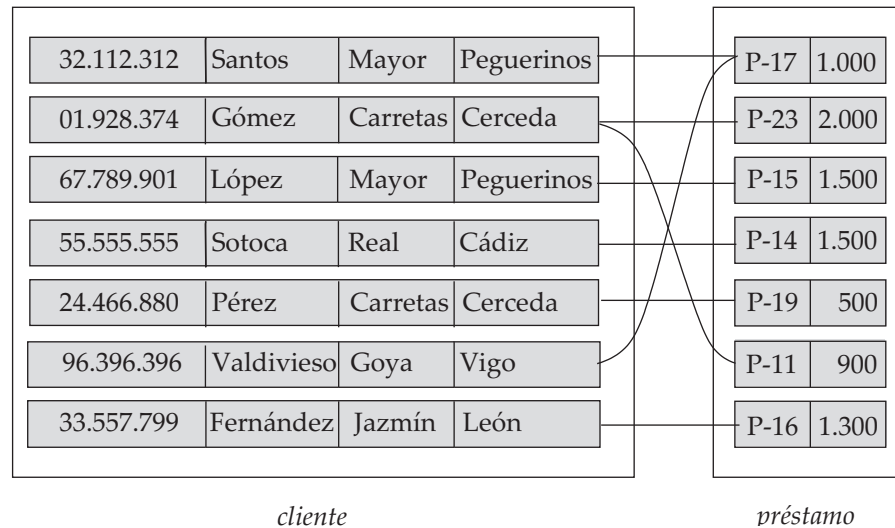 32.112.312 Santos Mayor Peguerinos P-17 1.000
01.928.374 Gómez Carretas Cerceda P-23 2.000
67.789.901 López Mayor Peguerinos P-15 1.500
55.555.555 Sotoca Real Cádiz P-14 1.500
24.466.880 Pérez Carretas Cerceda P-19 500
96.396.396 Valdivieso Goya Vigo P-11 900
33.557.799 Fernández Jazmín León P-16 1.300
cliente préstamo